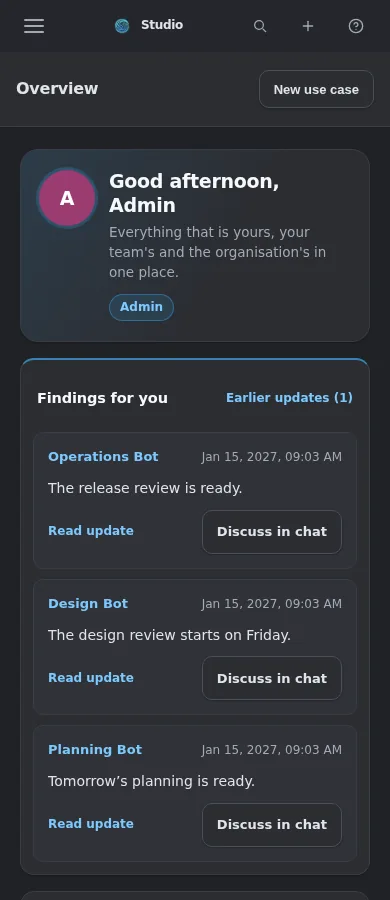 Studio
Overview
New use case
A
Good afternoon,
Admin
Everything that is yours, your
team's and the organisation's in
one place.
Admin
Findings for you
Earlier updates (1)
Operations Bot
Jan 15, 2027, 09:03 AM
The release review is ready.
Read update
Discuss in chat
Design Bot
Jan 15, 2027, 09:03 AM
The design review starts on Friday.
Read update
Discuss in chat
Planning Bot
Jan 15, 2027, 09:03 AM
Tomorrow’s planning is ready.
Read update
Discuss in chat